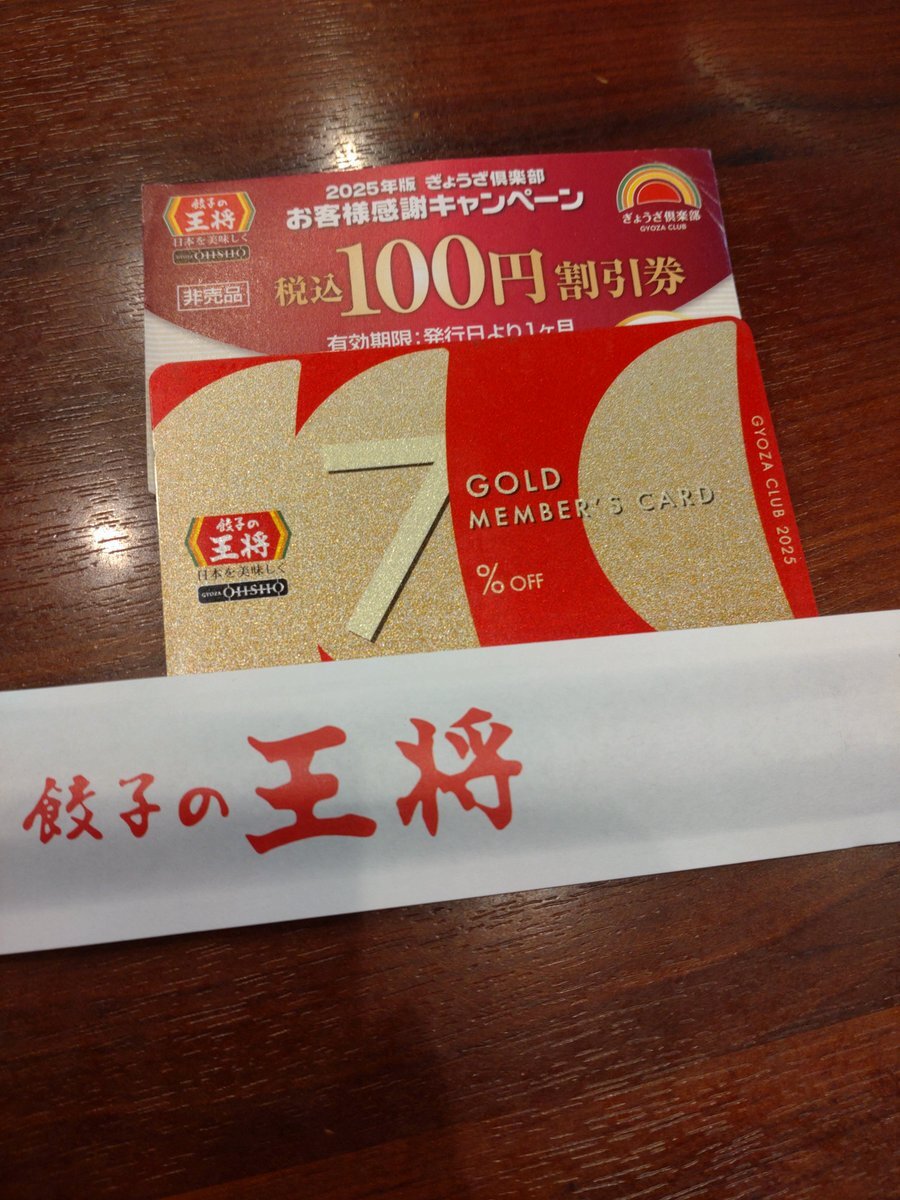 2025年版 ぎょうざ倶楽部
お客様感謝キャンペーン
餃子の
王将
日本を美味しく
GYOZA OHSHO
ぎょうざ倶楽部
GYOZA CLUB
非売品
税込100円割引券
有効期限:発行日より1ヶ月
7
GOLD
MEMBER'S CARD
% OFF
GYOZA CLUB 2025
餃子の
王将
日本を美味しく
GYOZA OHSHO
餃子の王将